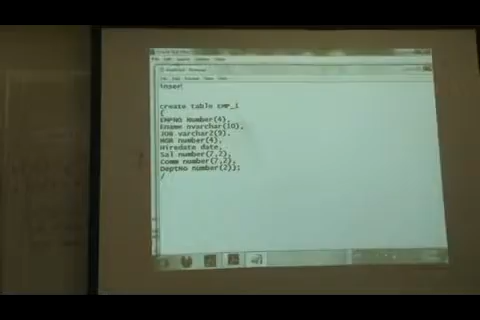 inser
create table EMP_1
(
EMPNO Number(4),
Ename nvarchar(10),
JOB varchar2(9),
MGR number(4),
Hiredate date,
Sal number(7,2),
Comm number(7,2),
DeptNo number(2));
/